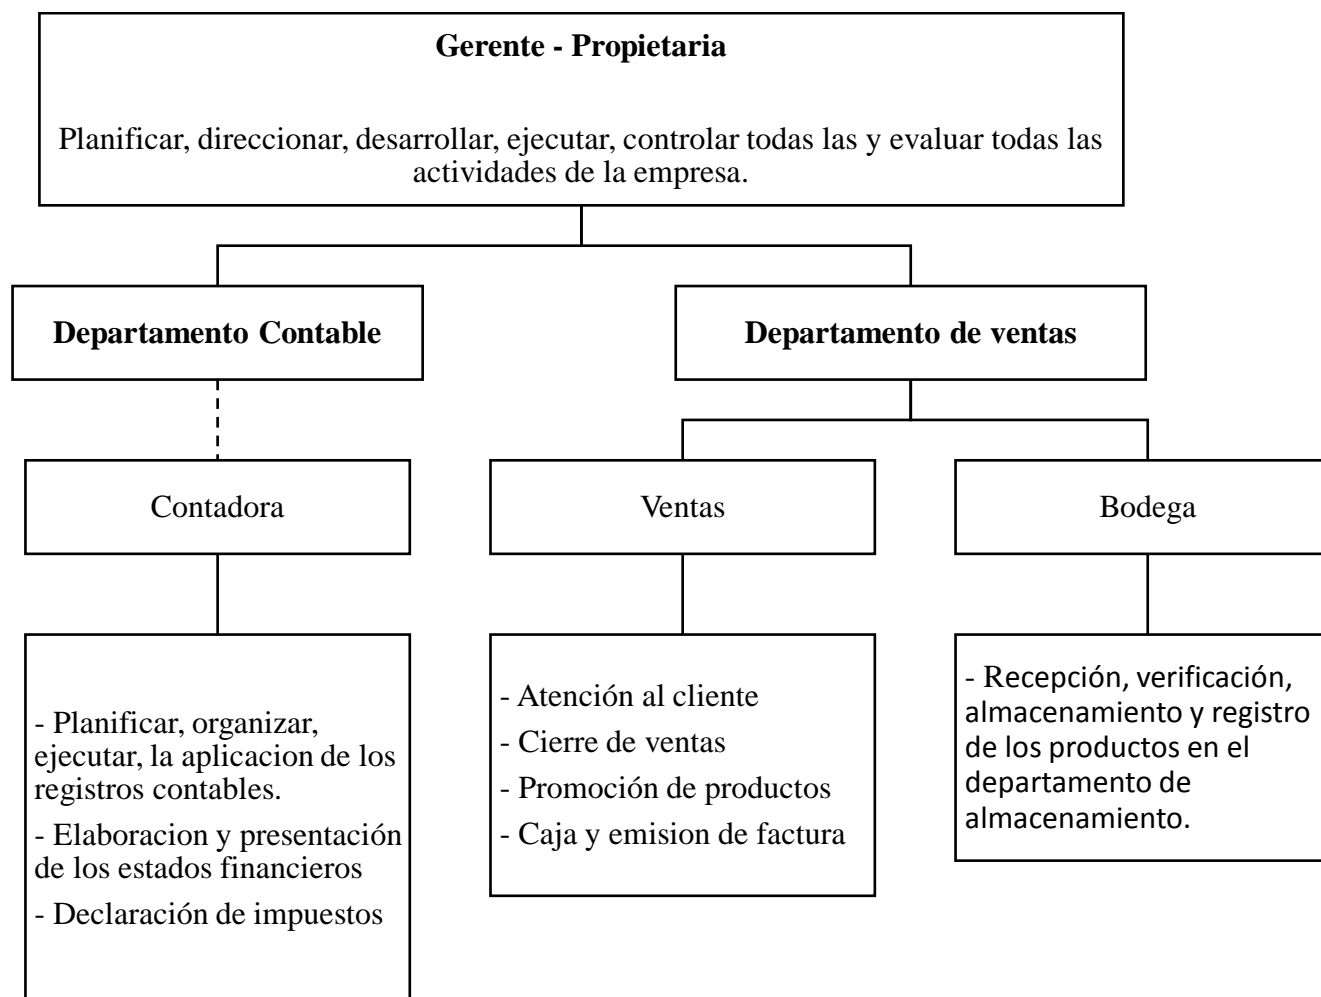 Gerente - Propietaria
Planificar, direccionar, desarrollar, ejecutar, controlar todas las y evaluar todas las
actividades de la empresa.
Departamento Contable
Departamento de ventas
Contadora
Ventas
Bodega
- Planificar, organizar,
ejecutar, la aplicacion de los
registros contables.
- Elaboracion y presentación
de los estados financieros
- Declaración de impuestos
- Atención al cliente
- Cierre de ventas
- Promoción de productos
- Caja y emision de factura
- Recepción, verificación,
almacenamiento y registro
de los productos en el
departamento de
almacenamiento.